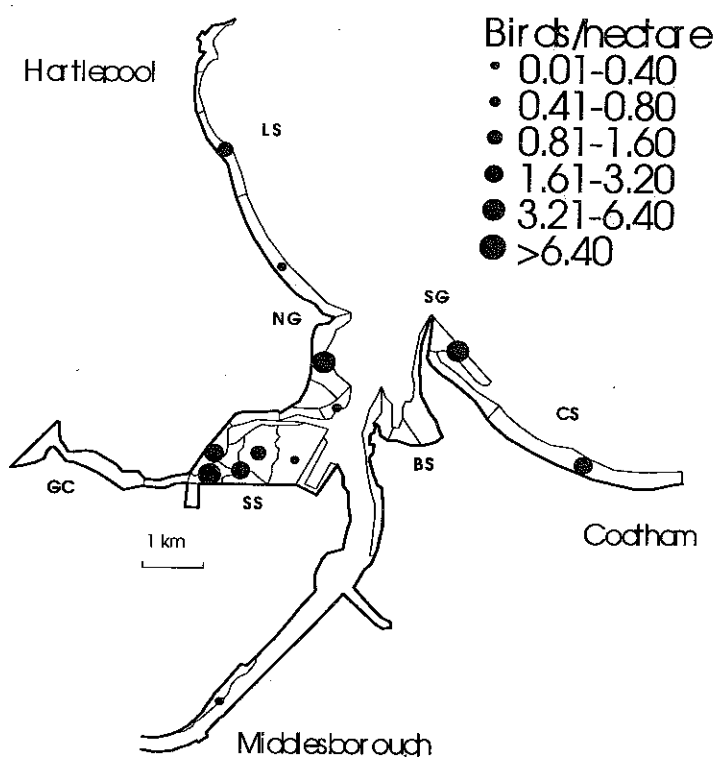 Birds/hectare
0.01-0.40
0.41-0.80
0.81-1.60
1.61-3.20
3.21-6.40
>6.40
Hartlepool
LS
SG
NG
CS
BS
GC
SS
Coatham
1 km
Middlesborough